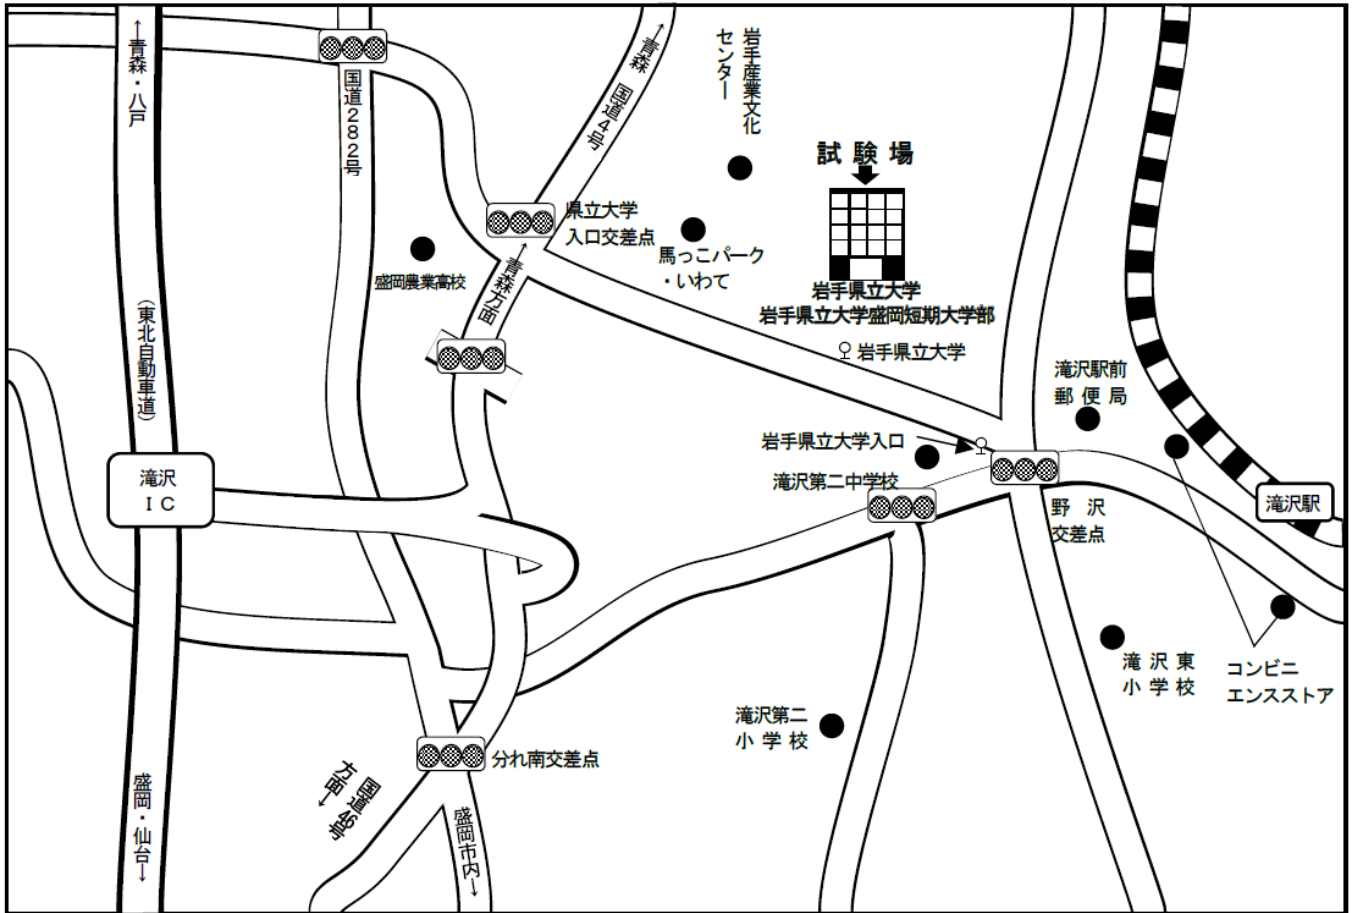 ←青森・八戸
国道282号
←青森 国道4号
岩手産業文化
センター
試験場
県立大学
入口交差点
馬っこパーク
・いわて
盛岡農業高校
←青森方面
岩手県立大学
岩手県立大学盛岡短期大学部
岩手県立大学
(東北自動車道)
滝沢駅前
郵便局
岩手県立大学入口
滝沢第二中学校
滝沢
IC
野沢
交差点
滝沢駅
滝沢東
小学校
コンビニ
エンスストア
滝沢第二
小学校
分れ南交差点
国道46号
方面→
盛岡市内→
盛岡・仙台→